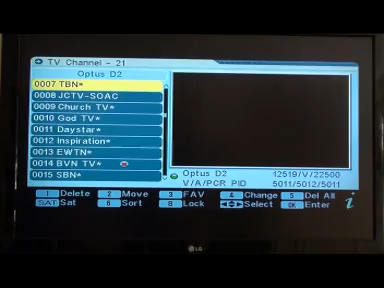 TV Channel - 21
Optus D2
0007 TBN*
0008 JCTV-SOAC
0009 Church TV*
0010 God TV*
0011 Daystar*
0012 Inspiration*
0013 EWTN*
0014 BVN TV*
0015 SBN*
Optus D2 12519/V/22500
V/A/PCR PID 5011/5012/5011
1 Delete 2 Move 3 FAV 4 Change 5 Del All
SAT Sat 6 Sort 8 Lock Select OK Enter i
LG